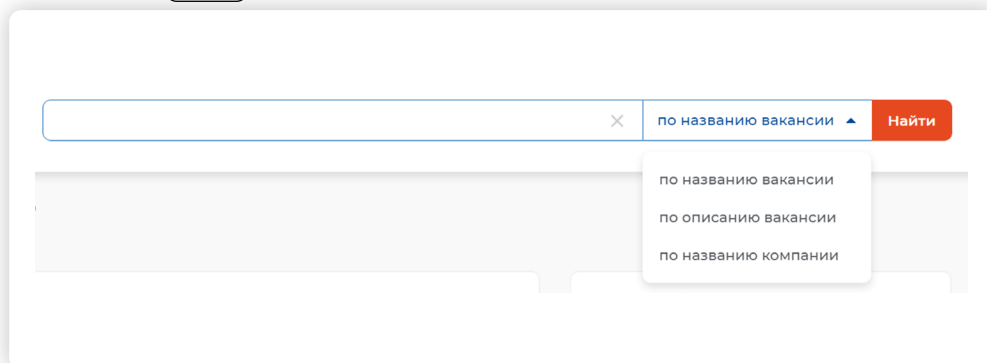 по названию вакансии Найти
по названию вакансии
по описанию вакансии
по названию компании